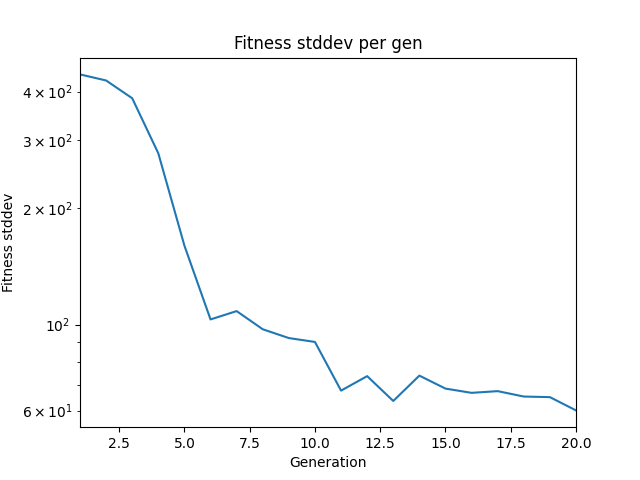 Fitness stddev per gen
4 × 10²
3 × 10²
2 × 10²
10²
6 × 10¹
Fitness stddev
2.5 5.0 7.5 10.0 12.5 15.0 17.5 20.0
Generation